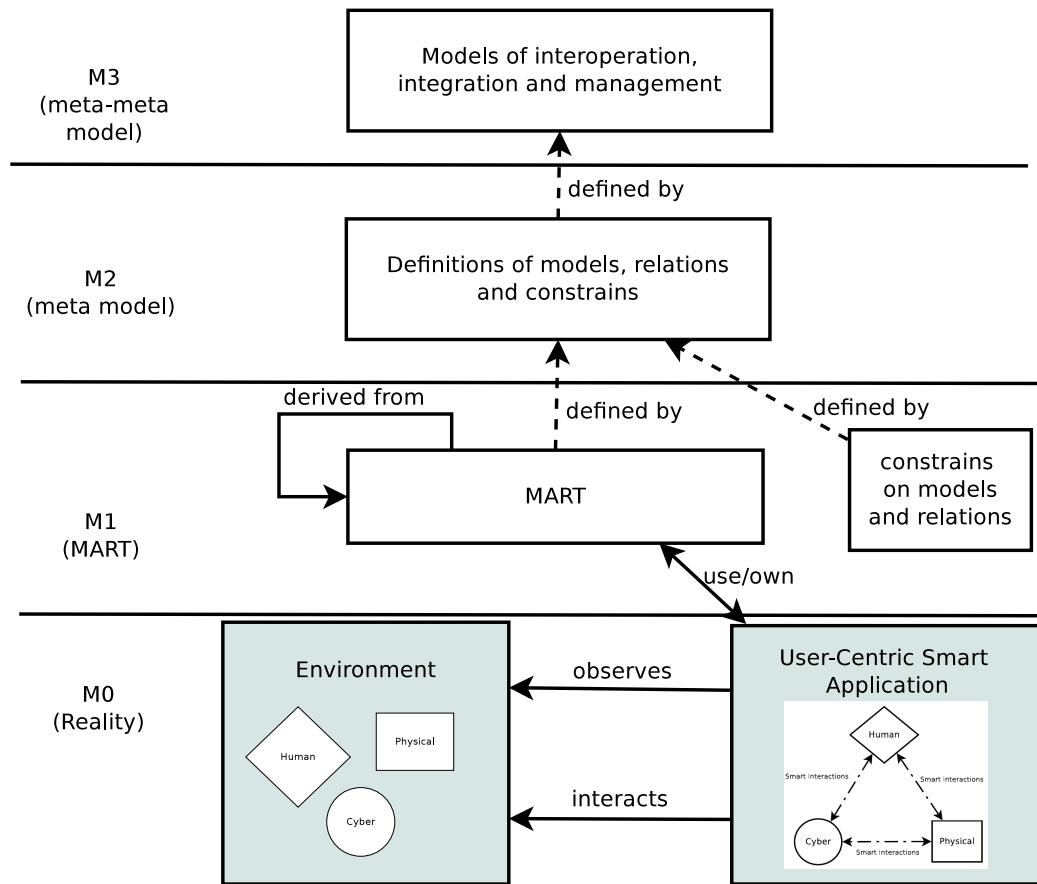 Models of interoperation,
integration and management
M3
(meta-meta
model)
defined by
Definitions of models, relations
and constrains
M2
(meta model)
derived from
defined by
defined by
MART
constrains
on models
and relations
M1
(MART)
use/own
Environment
User-Centric Smart
Application
observes
M0
(Reality)
Human
Physical
Cyber
interacts
Human
Smart Interactions
Smart Interactions
Cyber
Physical
Smart Interactions